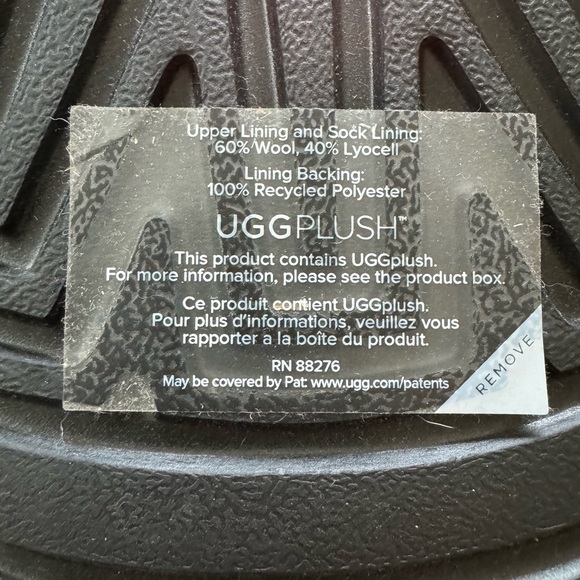 Upper Lining and Sock Lining:
60% Wool, 40% Lyocell
Lining Backing:
100% Recycled Polyester
UGGPLUSH™
This product contains UGGplush.
For more information, please see the product box.
Ce produit contient UGGplush.
Pour plus d'informations, veuillez vous
rapporter a la boîte du produit.
RN 88276
May be covered by Pat: www.ugg.com/patents
REMOVE